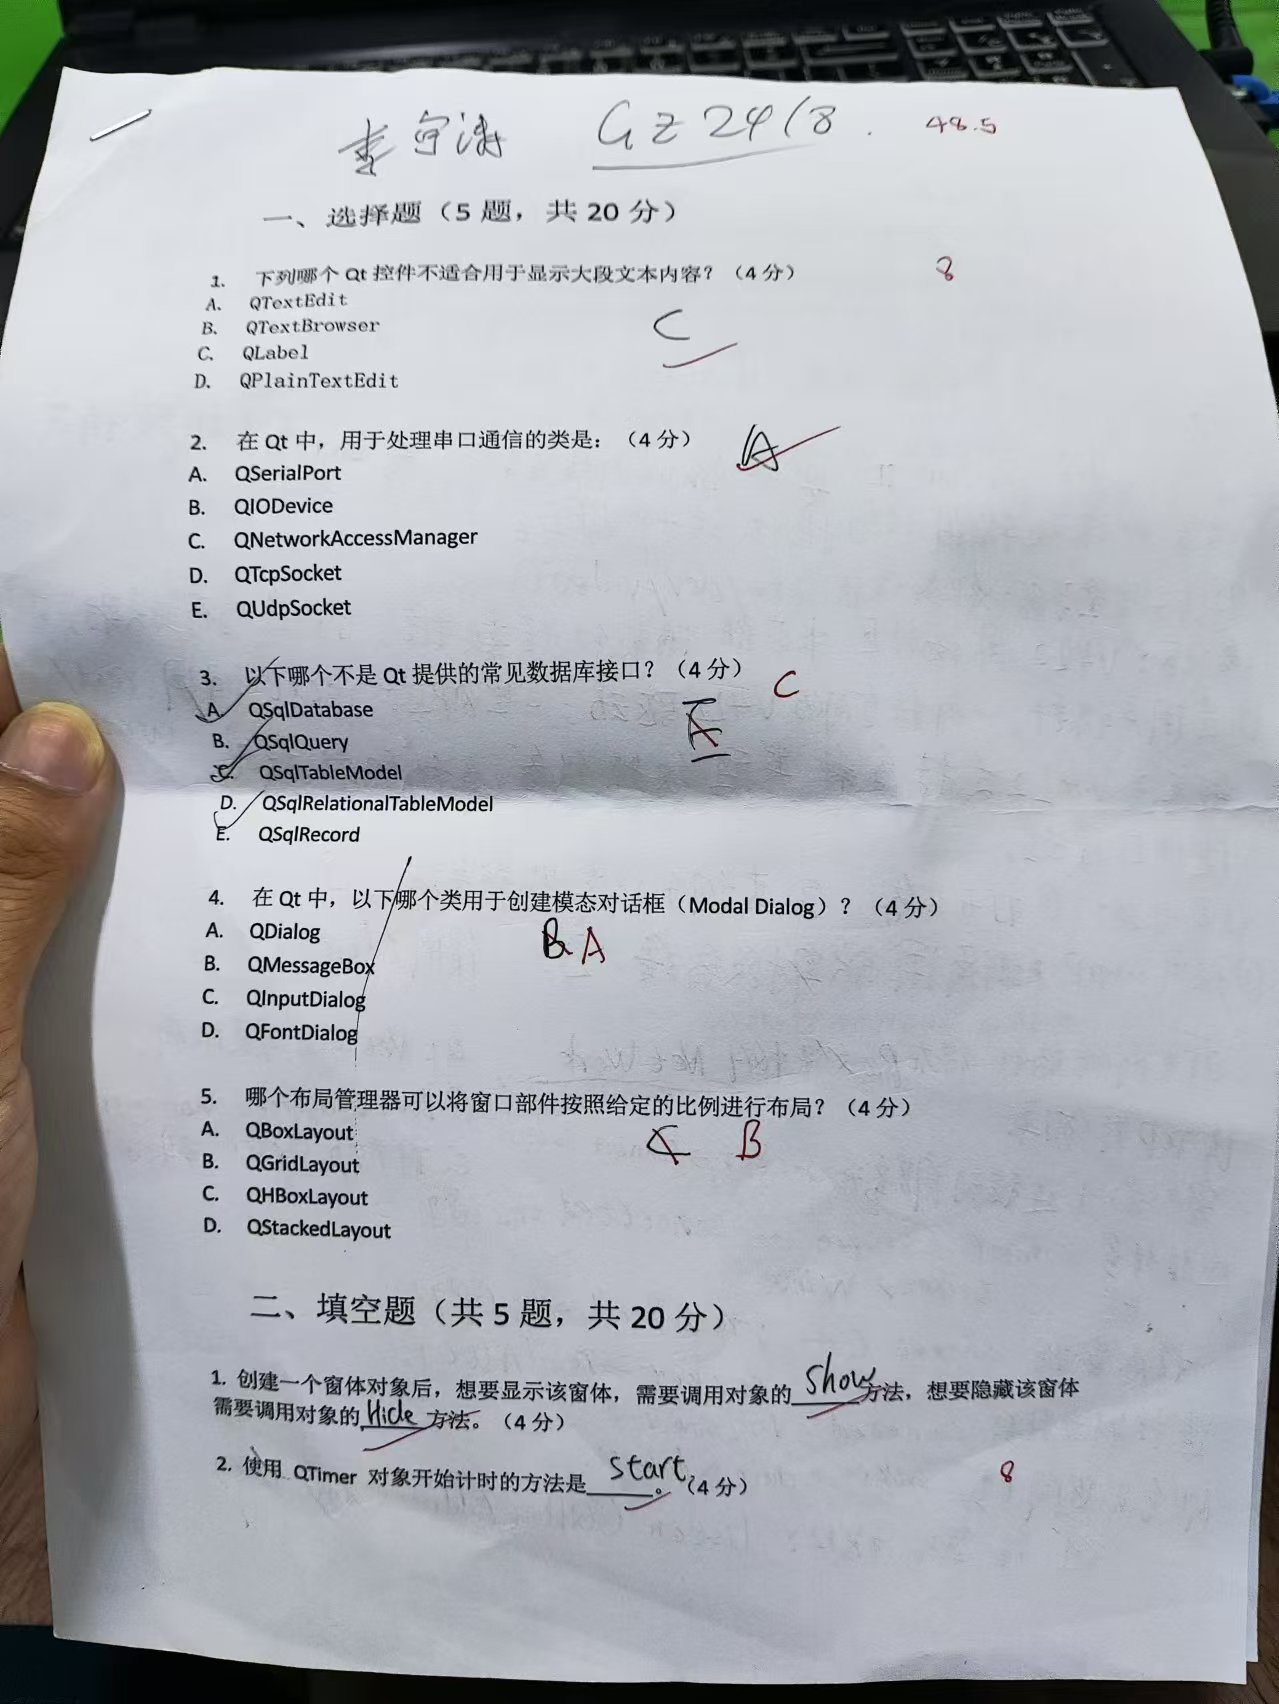 李宇涛 GZ2418. 48.5
一、选择题（5 题，共 20 分）
1. 下列哪个 Qt 控件不适合用于显示大段文本内容？（4 分） 8
A. QTextEdit
B. QTextBrowser
C. QLabel
D. QPlainTextEdit
C
2. 在 Qt 中，用于处理串口通信的类是：（4 分） A
A. QSerialPort
B. QIODevice
C. QNetworkAccessManager
D. QTcpSocket
E. QUdpSocket
3. 以下哪个不是 Qt 提供的常见数据库接口？（4 分） C
A. QSqlDatabase
B. QSqlQuery
C. QSqlTableModel
D. QSqlRelationalTableModel
E. QSqlRecord
4. 在 Qt 中，以下哪个类用于创建模态对话框（Modal Dialog）？（4 分）
A. QDialog
B A
B. QMessageBox
C. QInputDialog
D. QFontDialog
5. 哪个布局管理器可以将窗口部件按照给定的比例进行布局？（4 分）
A. QBoxLayout
C B
B. QGridLayout
C. QHBoxLayout
D. QStackedLayout
二、填空题（共 5 题，共 20 分）
1. 创建一个窗体对象后，想要显示该窗体，需要调用对象的 show 方法，想要隐藏该窗体
需要调用对象的 Hide 方法。（4 分）
2. 使用 QTimer 对象开始计时的方法是 start 。（4 分） 8